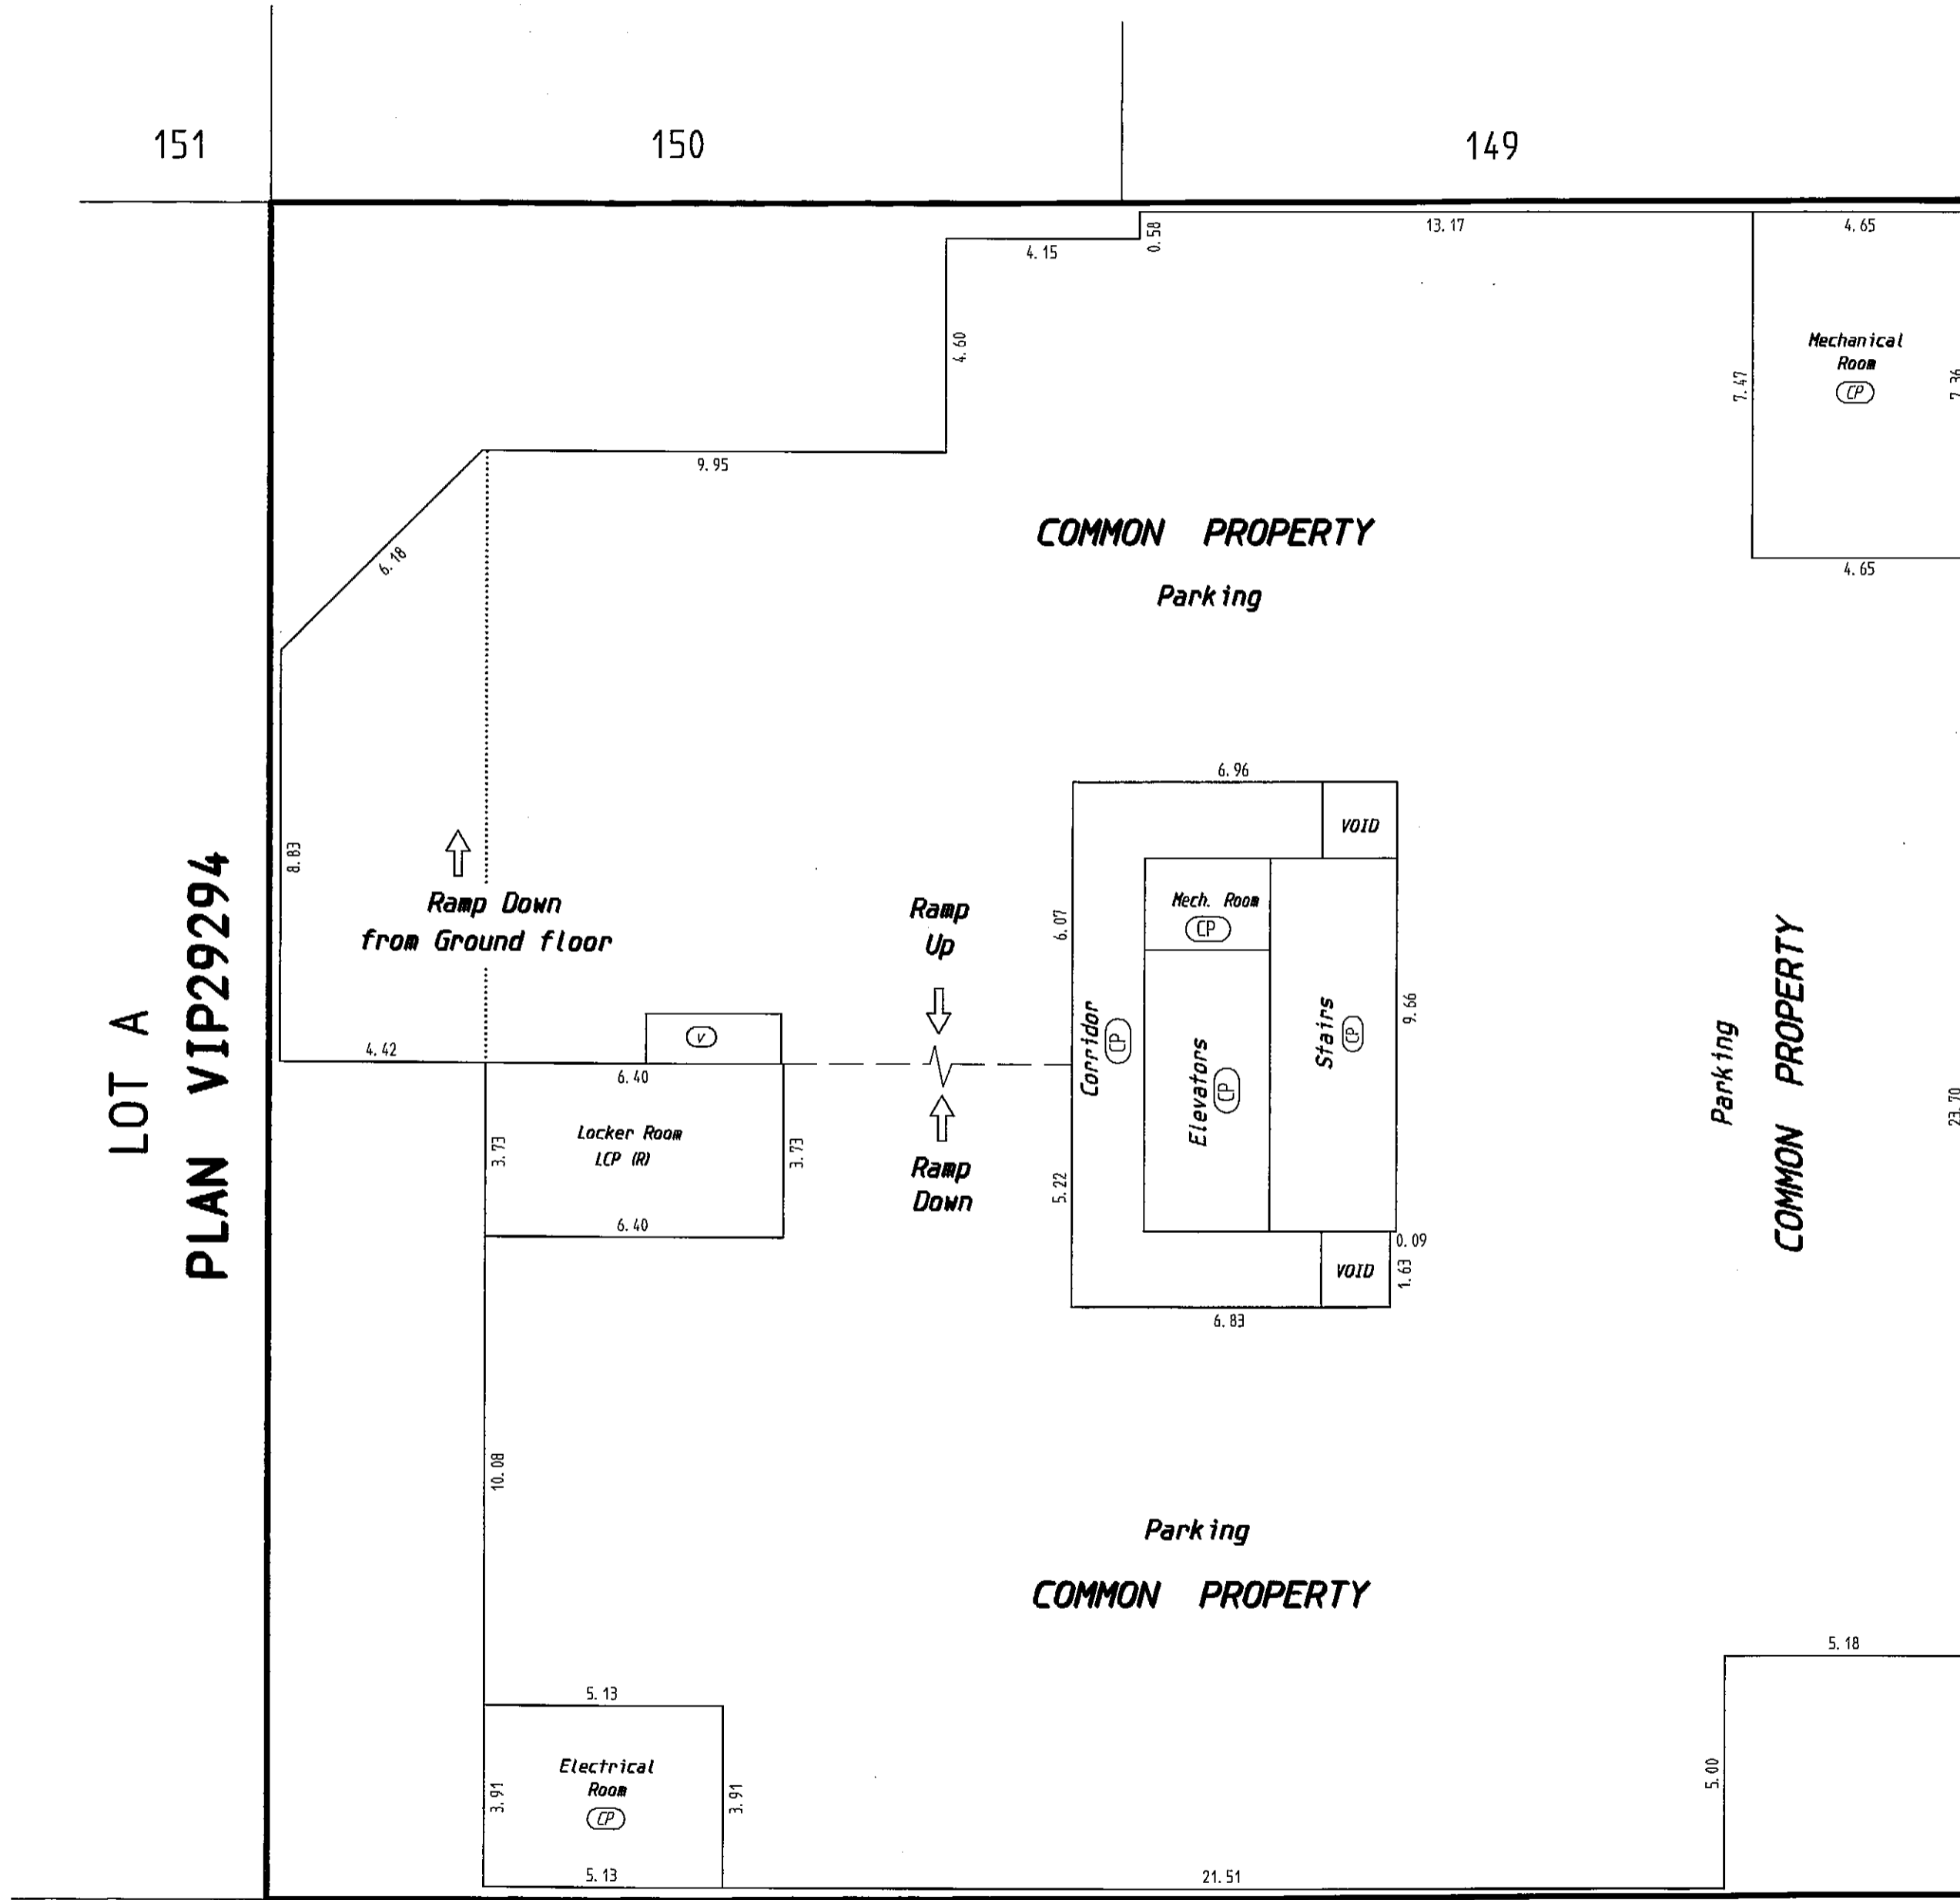 151
150
149
13.17
4.65
0.58
4.15
4.60
7.47
Mechanical
Room
CP
7.36
9.95
4.65
COMMON PROPERTY
Parking
6.18
8.83
Ramp Down
from Ground floor
Ramp
Up
6.96
VOID
Mech. Room
CP
6.07
Corridor
CP
Elevators
CP
Stairs
CP
9.66
LOT A
PLAN VIP29294
4.42
V
6.40
3.73
Locker Room
LCP (R)
3.73
6.40
Ramp
Down
5.22
0.09
VOID
1.63
6.83
Parking
COMMON PROPERTY
23.70
10.08
Parking
COMMON PROPERTY
5.18
5.13
Electrical
Room
CP
3.91
3.91
5.13
21.51
5.00